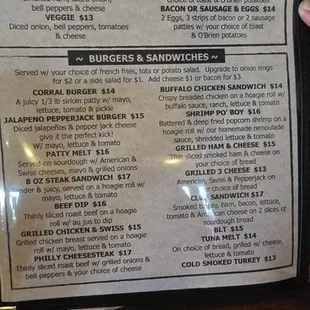 bell peppers & cheese
VEGGIE $13
Diced onion, bell peppers, tomatoes
& cheese
& O'Brien potatoes
BACON OR SAUSAGE & EGGS $14
2 Eggs, 3 strips of bacon or 2 sausage
patties w/ your choice of toast
& O'Brien potatoes
~ BURGERS & SANDWICHES ~
Served w/ your choice of french fries, tots or potato salad. Upgrade to onion rings
for $2 or side salad for $1. Add cheese $1 or bacon for $3
CORRAL BURGER $14
A juicy 1/3 lb sirloin patty w/ mayo,
lettuce, tomato & pickle
JALAPENO PEPPERJACK BURGER $15
Diced jalapeños & pepper jack cheese
give it the perfect kick!
PATTY MELT $16
Served on sourdough w/ American &
Swiss cheeses, mayo & grilled onions
8 OZ STEAK SANDWICH $17
& juicy, served on a hoagie roll w/
mayo, lettuce & tomato
BEEF DIP $16
Thinly sliced roast beef on a hoagie
roll w/ au jus to dip
GRILLED CHICKEN & SWISS $15
Grilled chicken breast served on a hoagie
roll w/ mayo, lettuce & tomato
PHILLY CHEESESTEAK $17
Thinly sliced roast beef w/ grilled onions &
bell peppers & your choice of cheese
BUFFALO CHICKEN SANDWICH $14
Crispy breaded chicken on a hoagie roll w/
buffalo sauce, ranch, lettuce & tomato
SHRIMP PO' BOY $16
Battered & deep fried popcorn shrimp on a
hoagie roll w/ our homemade remoulade
sauce, shredded lettuce & tomato
GRILLED HAM & CHEESE $15
Thin sliced smoked ham & cheese on
your choice of bread
GRILLED 3 CHEESE $13
American, Swiss & Pepperjack on
your choice of bread
CLUB SANDWICH $17
Smoked turkey, ham, bacon, lettuce,
tomato & American cheese on 2 slices of
sourdough bread
BLT $15
TUNA MELT $14
On choice of bread, grilled w/ cheese,
lettuce & tomato
COLD SMOKED TURKEY $13